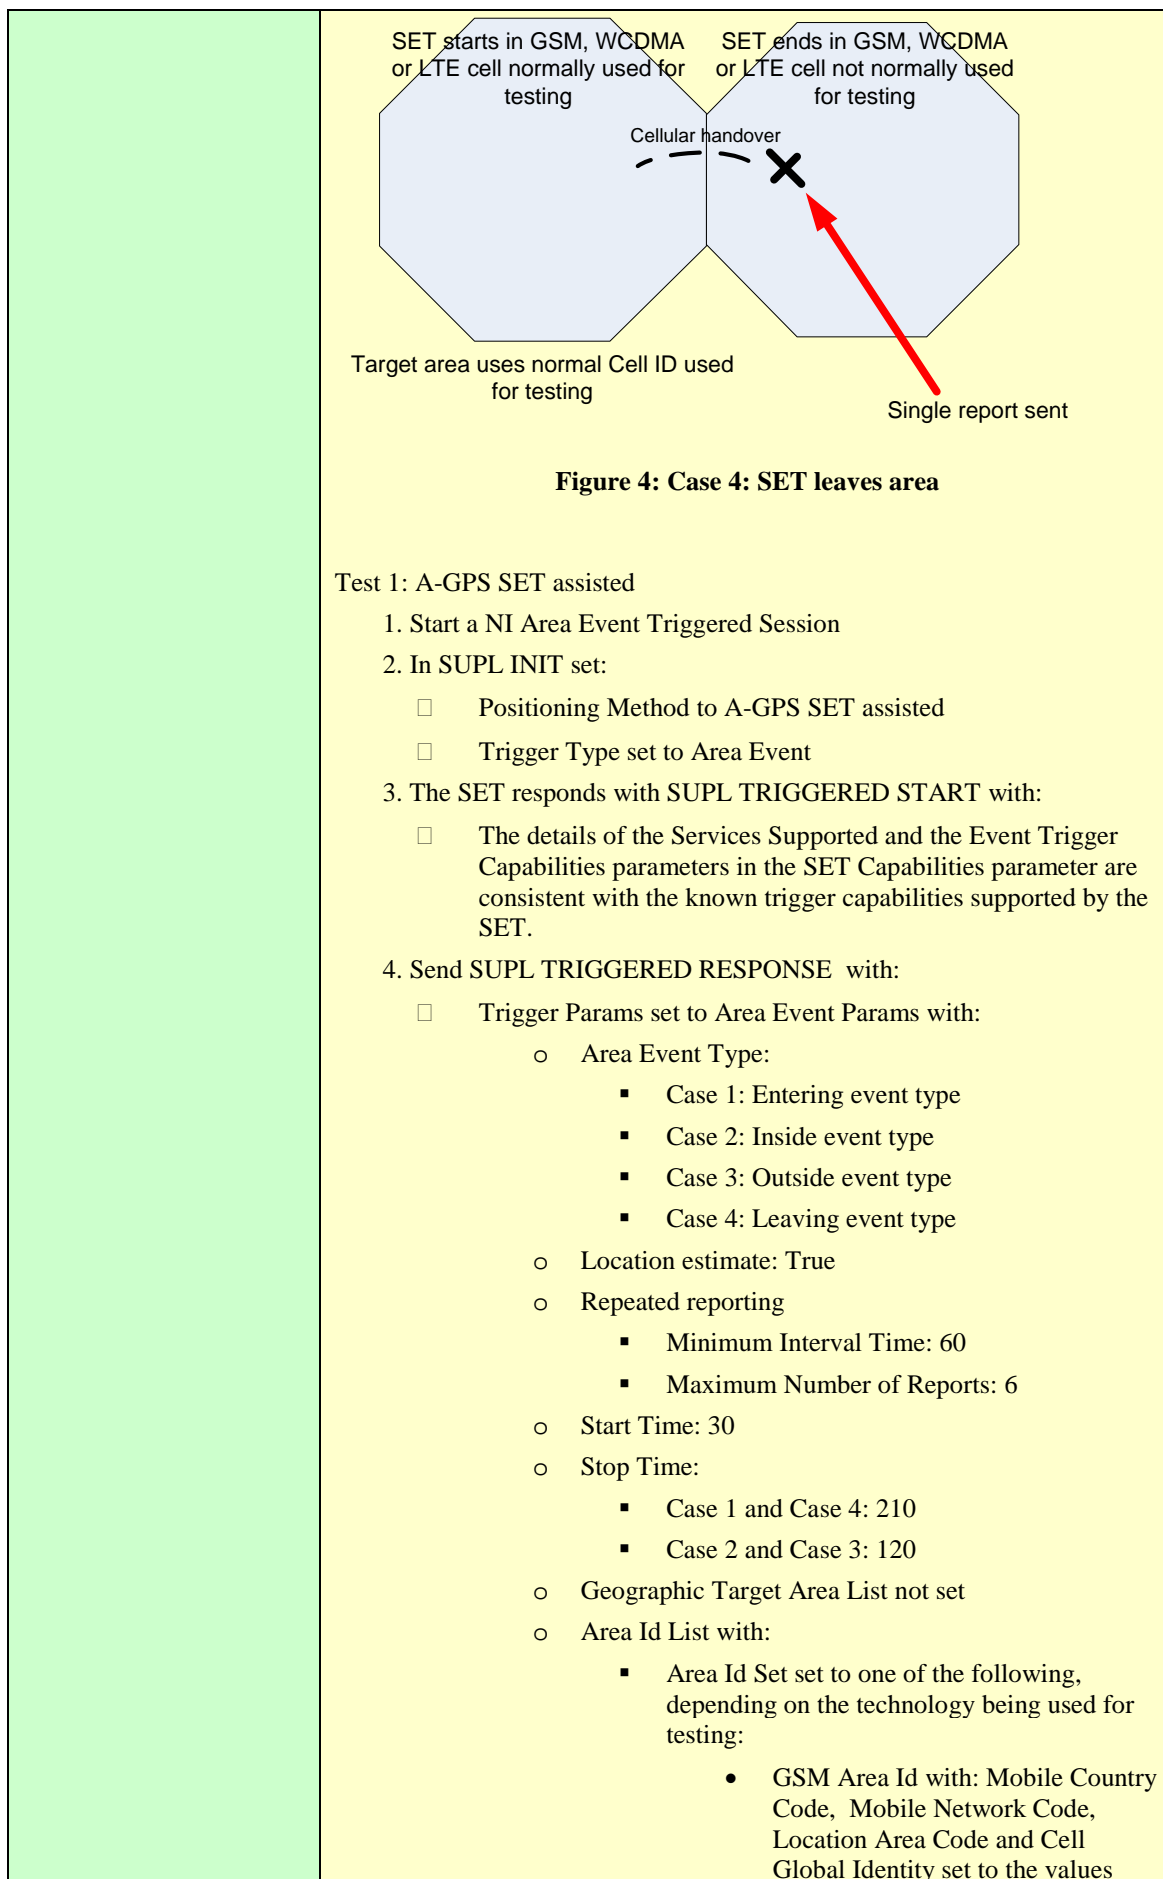 SET starts in GSM, WCDMA
or LTE cell normally used for
testing
SET ends in GSM, WCDMA
or LTE cell not normally used
for testing
Cellular handover
Target area uses normal Cell ID used
for testing
Single report sent
Figure 4: Case 4: SET leaves area
Test 1: A-GPS SET assisted
1. Start a NI Area Event Triggered Session
2. In SUPL INIT set:
Positioning Method to A-GPS SET assisted
Trigger Type set to Area Event
3. The SET responds with SUPL TRIGGERED START with:
The details of the Services Supported and the Event Trigger
Capabilities parameters in the SET Capabilities parameter are
consistent with the known trigger capabilities supported by the
SET.
4. Send SUPL TRIGGERED RESPONSE with:
Trigger Params set to Area Event Params with:
o Area Event Type:
▪ Case 1: Entering event type
▪ Case 2: Inside event type
▪ Case 3: Outside event type
▪ Case 4: Leaving event type
o Location estimate: True
o Repeated reporting
▪ Minimum Interval Time: 60
▪ Maximum Number of Reports: 6
o Start Time: 30
o Stop Time:
▪ Case 1 and Case 4: 210
▪ Case 2 and Case 3: 120
o Geographic Target Area List not set
o Area Id List with:
▪ Area Id Set set to one of the following,
depending on the technology being used for
testing:
• GSM Area Id with: Mobile Country
Code, Mobile Network Code,
Location Area Code and Cell
Global Identity set to the values